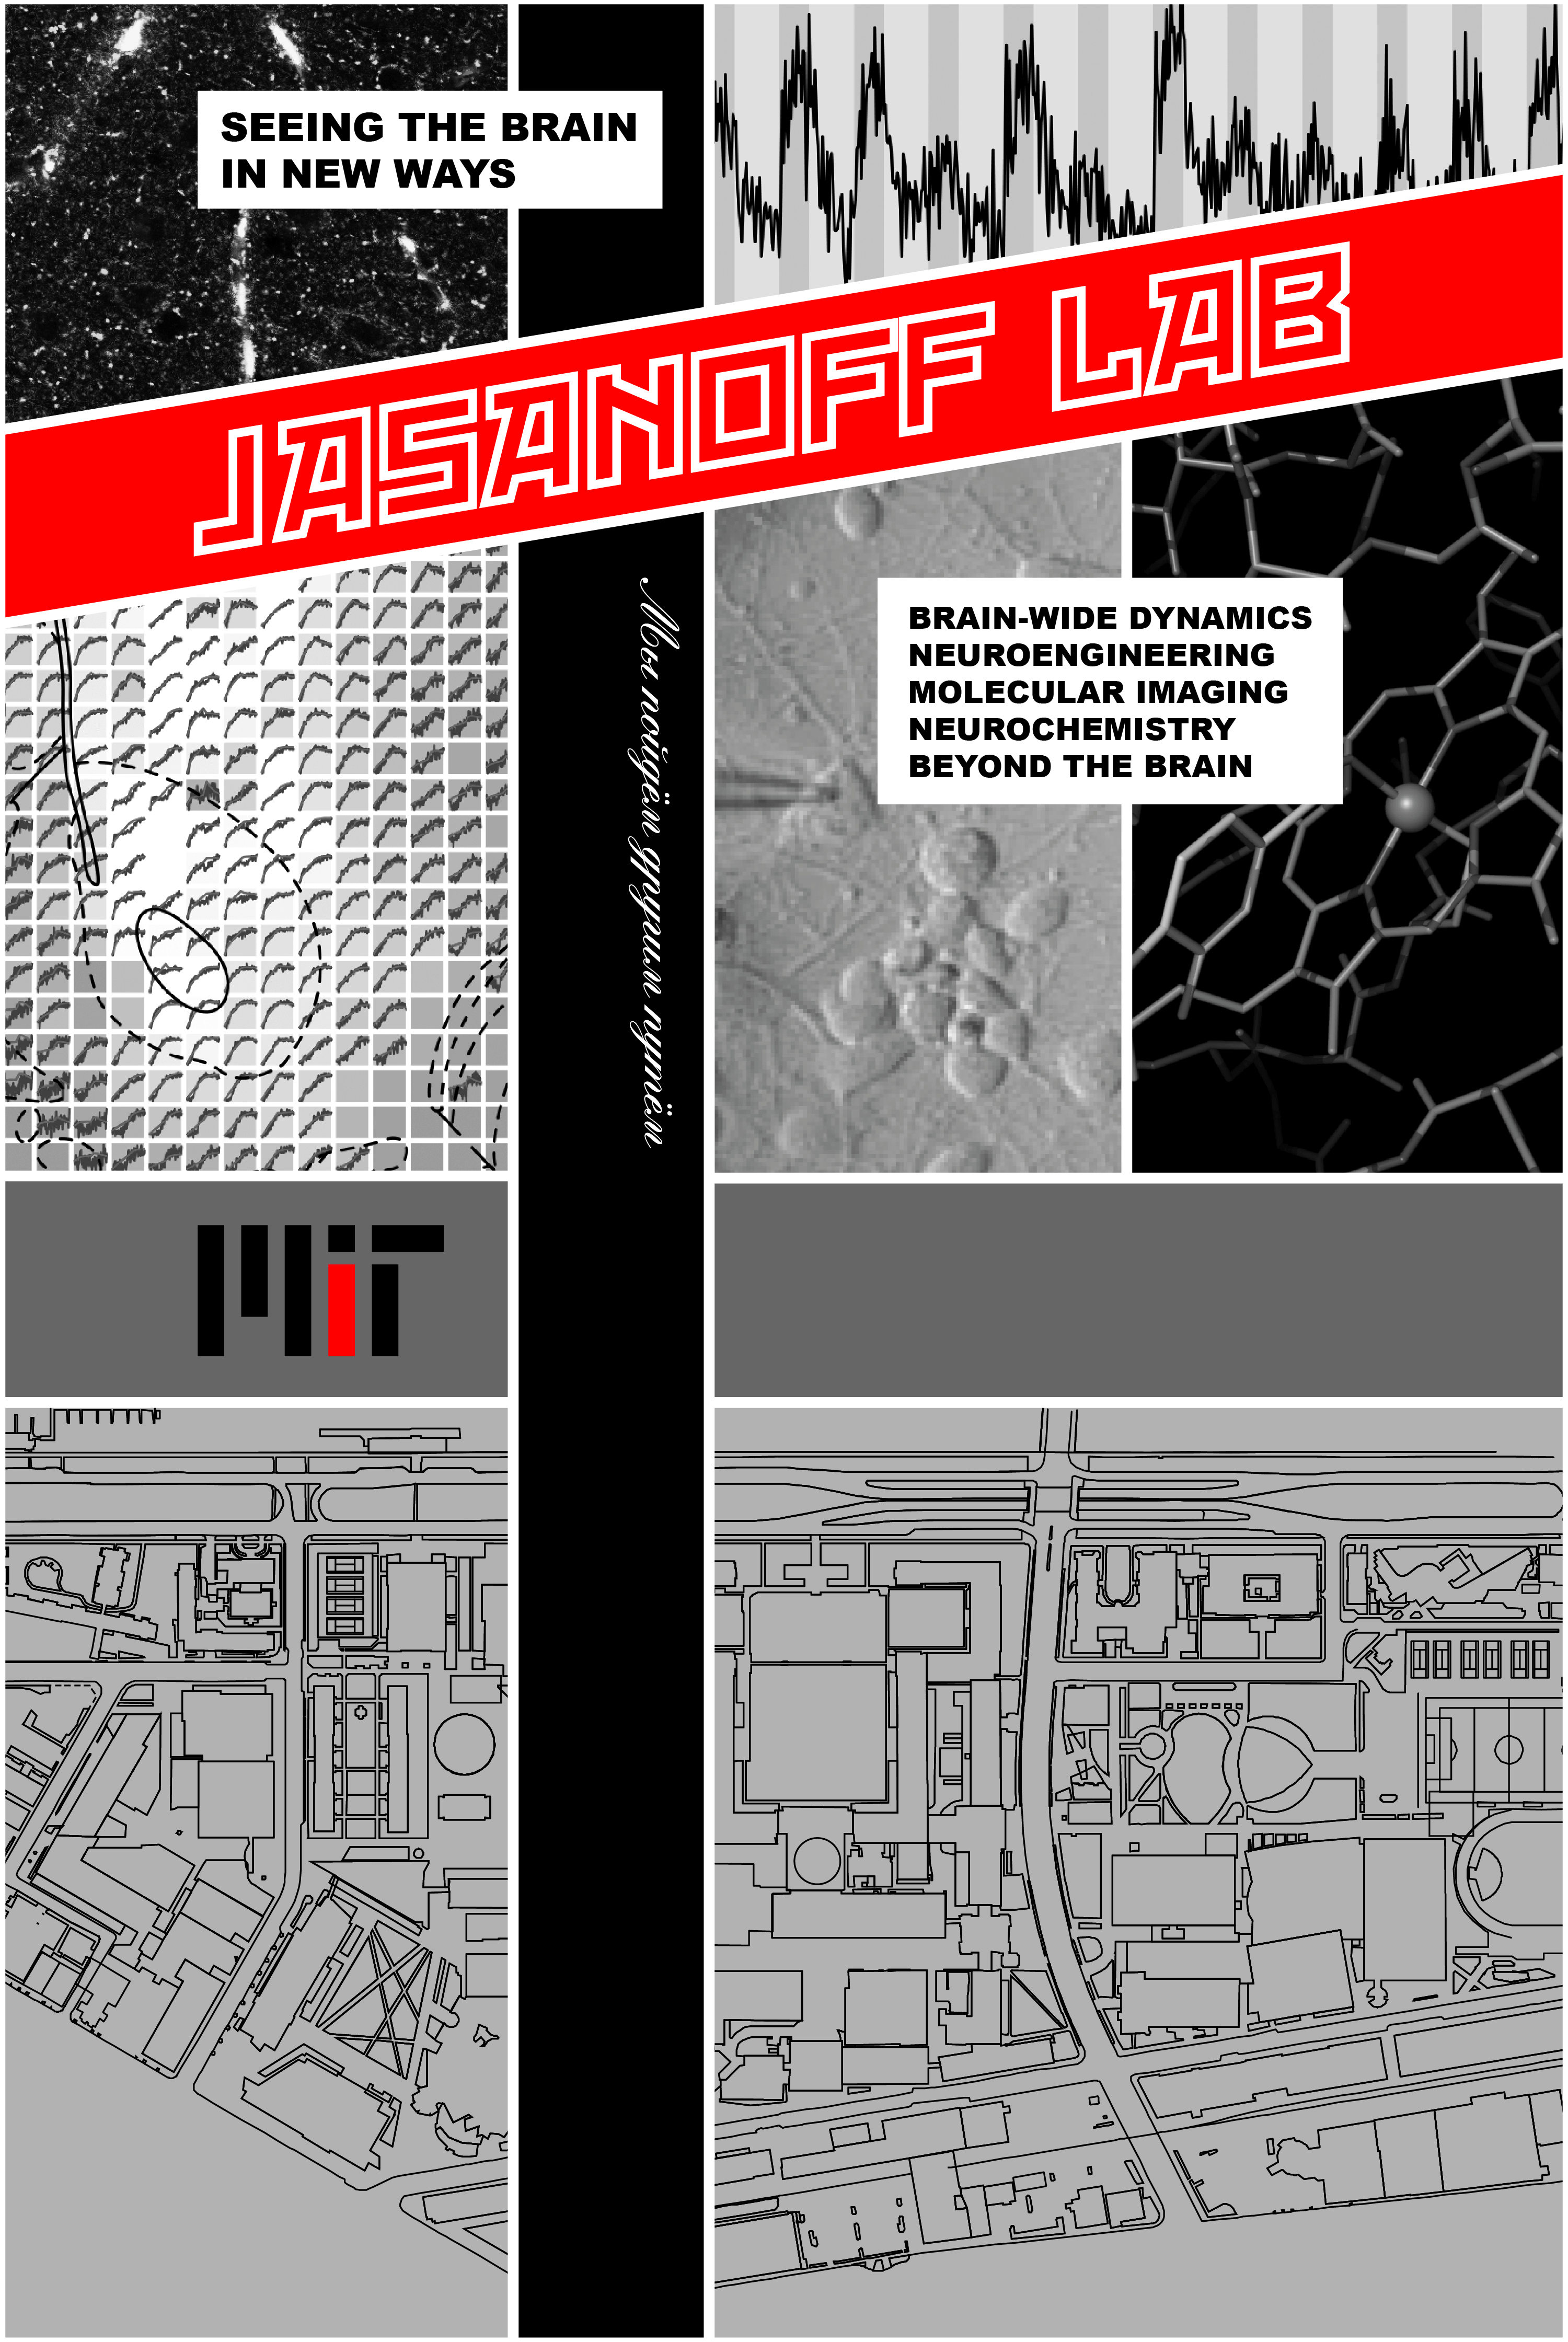 SEEING THE BRAIN
IN NEW WAYS
JASANOFF LAB
Мы пойдём другим путём
BRAIN-WIDE DYNAMICS
NEUROENGINEERING
MOLECULAR IMAGING
NEUROCHEMISTRY
BEYOND THE BRAIN
MIT